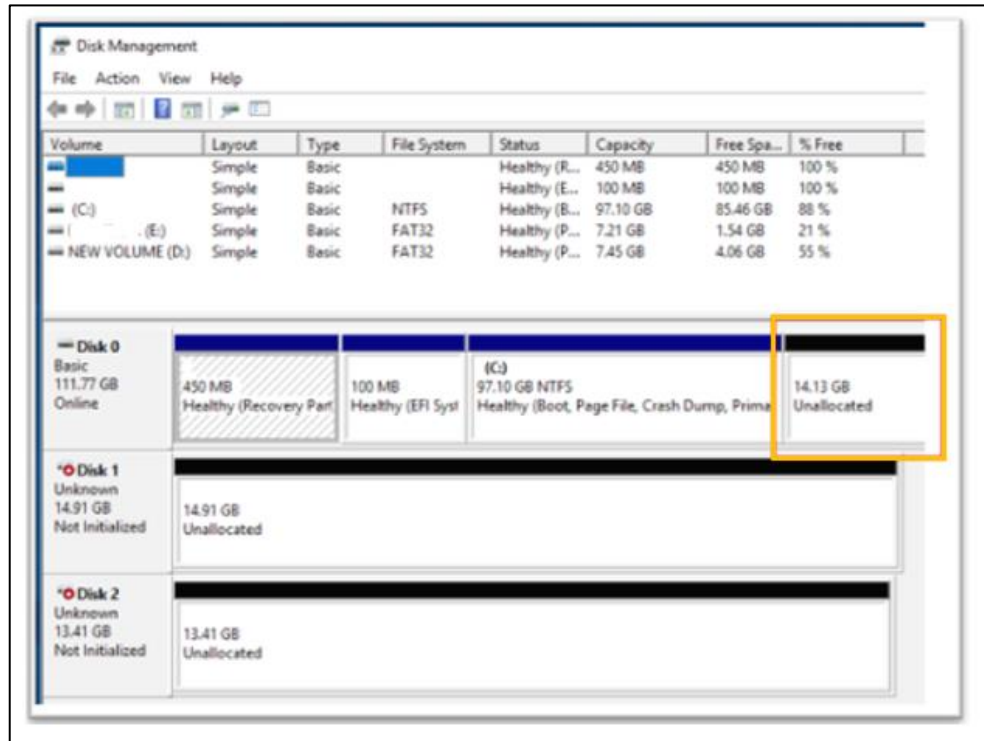 Disk Management
File Action View Help
Volume Layout Type File System Status Capacity Free Spa... % Free
Simple Basic Healthy (R... 450 MB 450 MB 100 %
Simple Basic Healthy (E... 100 MB 100 MB 100 %
(C:) Simple Basic NTFS Healthy (B... 97.10 GB 85.46 GB 88 %
(E:) Simple Basic FAT32 Healthy (P... 7.21 GB 1.54 GB 21 %
NEW VOLUME (D:) Simple Basic FAT32 Healthy (P... 7.45 GB 4.06 GB 55 %
Disk 0
Basic
111.77 GB
Online
450 MB
Healthy (Recovery Part
100 MB
Healthy (EFI Syst
(C:)
97.10 GB NTFS
Healthy (Boot, Page File, Crash Dump, Prima
14.13 GB
Unallocated
Disk 1
Unknown
14.91 GB
Not Initialized
14.91 GB
Unallocated
Disk 2
Unknown
13.41 GB
Not Initialized
13.41 GB
Unallocated